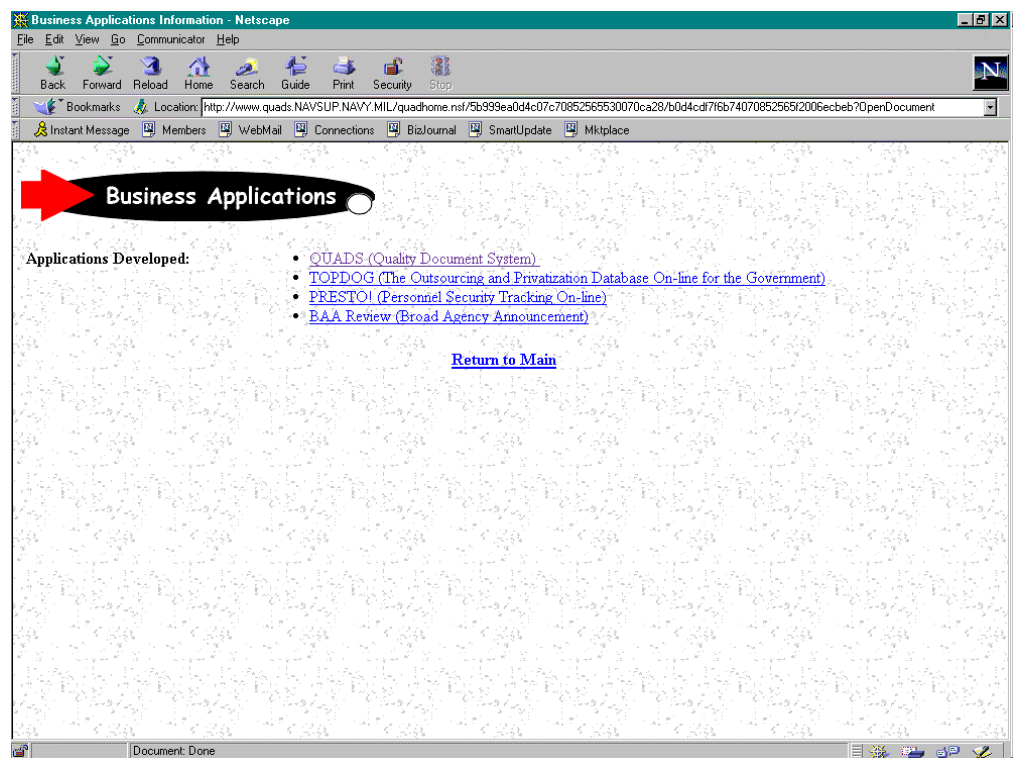 Business Applications Information - Netscape
File Edit View Go Communicator Help
Back Forward Reload Home Search Guide Print Security Stop
N
Bookmarks Location: http://www.quads.NAVSUP.NAVY.MIL/quadhome.nsf/5b999ea0d4c07c70852565530070ca28/b0d4cdf7f6b74070852565f2006ecbeb?OpenDocument
Instant Message Members WebMail Connections BizJournal SmartUpdate Mktplace
Business Applications
Applications Developed:
• QUADS (Quality Document System)
• TOPDOG (The Outsourcing and Privatization Database On-line for the Government)
• PRESTO! (Personnel Security Tracking On-line)
• BAA Review (Broad Agency Announcement)
Return to Main
Document: Done